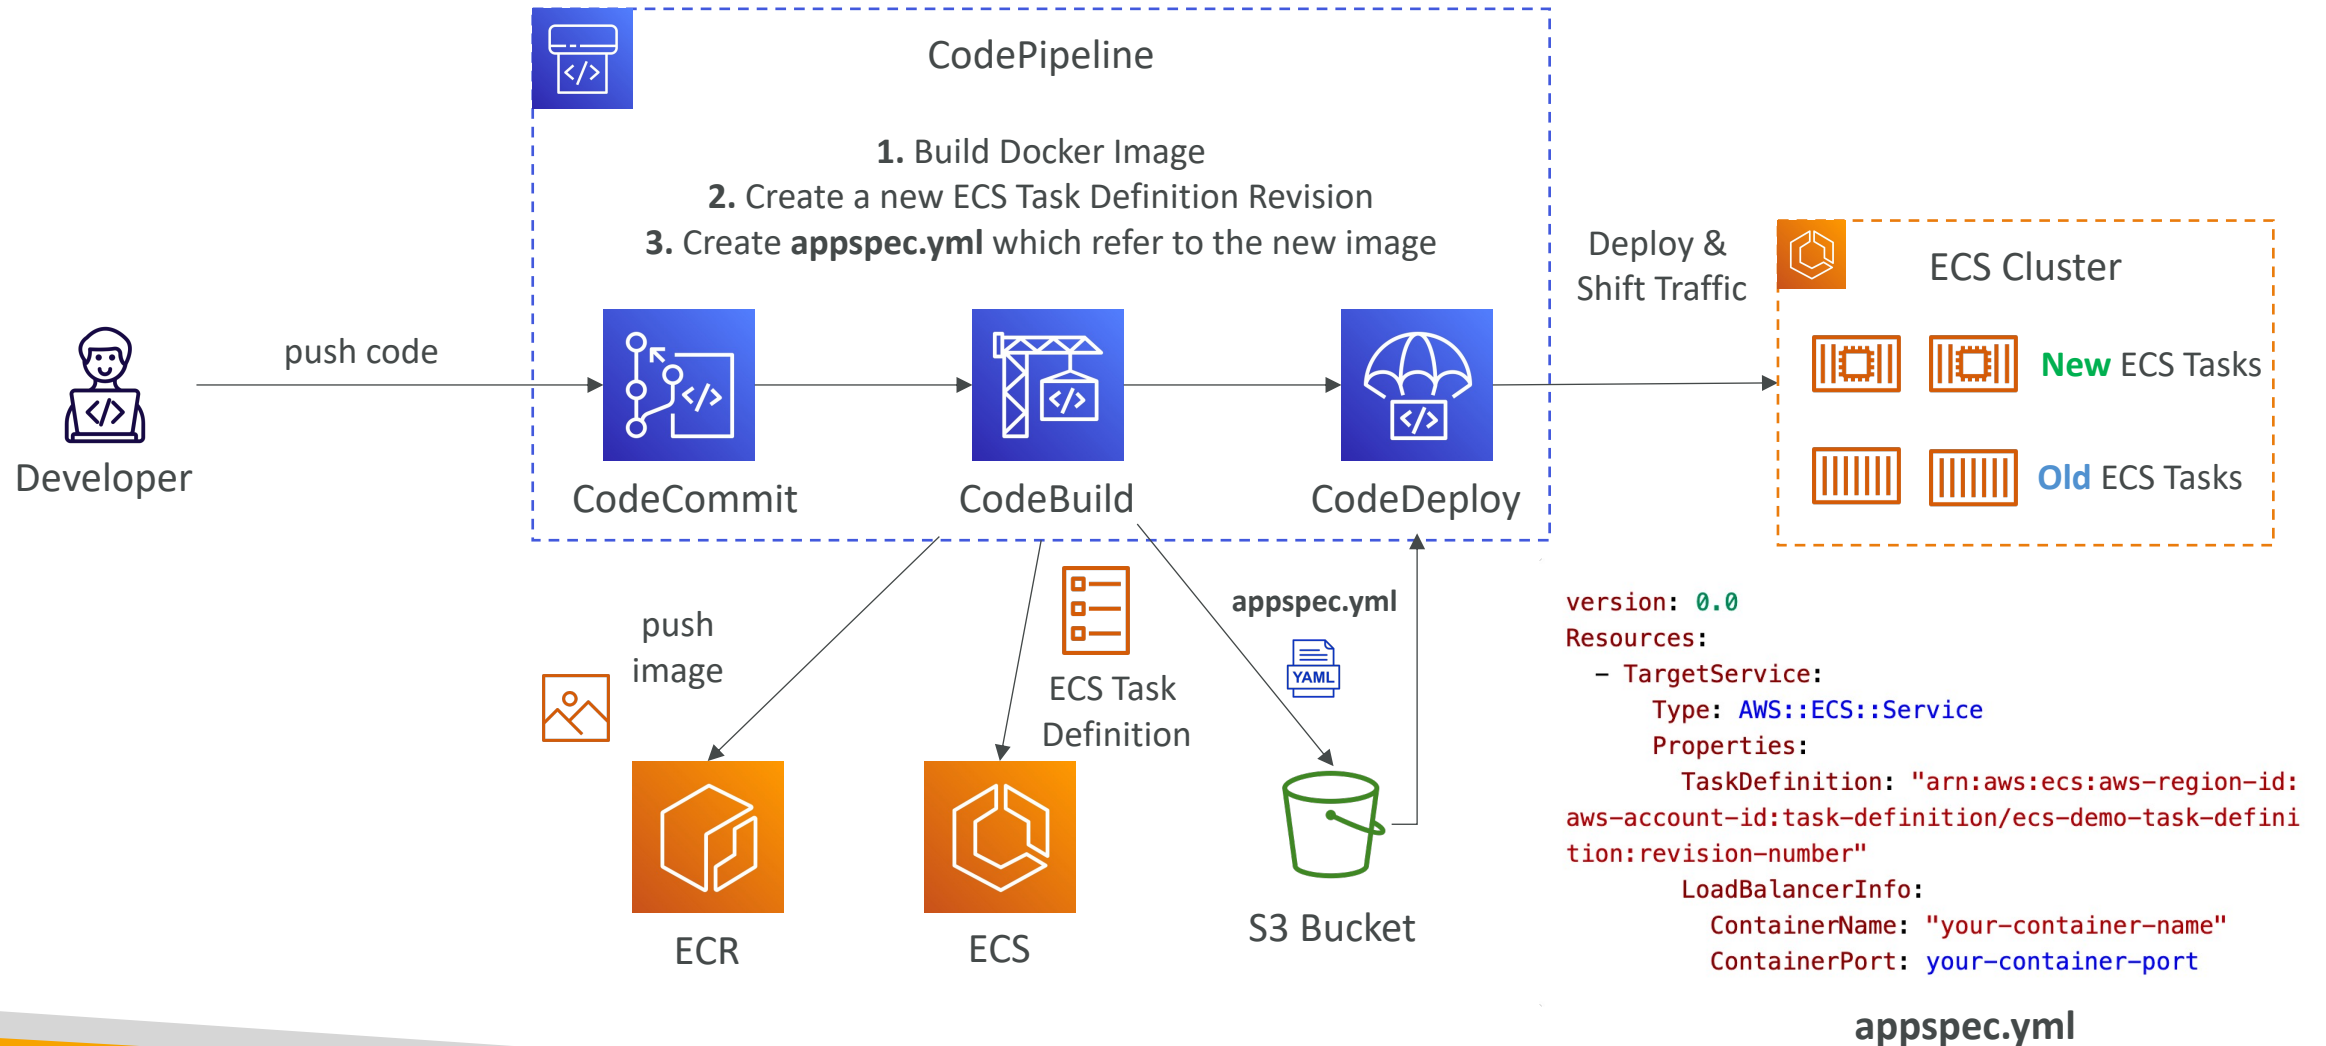 CodePipeline
1. Build Docker Image
2. Create a new ECS Task Definition Revision
3. Create appspec.yml which refer to the new image
Developer
push code
CodeCommit
CodeBuild
CodeDeploy
Deploy &
Shift Traffic
ECS Cluster
New ECS Tasks
Old ECS Tasks
push
image
ECS Task
Definition
appspec.yml
YAML
ECR
ECS
S3 Bucket
version: 0.0
Resources:
  - TargetService:
      Type: AWS::ECS::Service
      Properties:
        TaskDefinition: "arn:aws:ecs:aws-region-id:
aws-account-id:task-definition/ecs-demo-task-defini
tion:revision-number"
        LoadBalancerInfo:
          ContainerName: "your-container-name"
          ContainerPort: your-container-port
appspec.yml